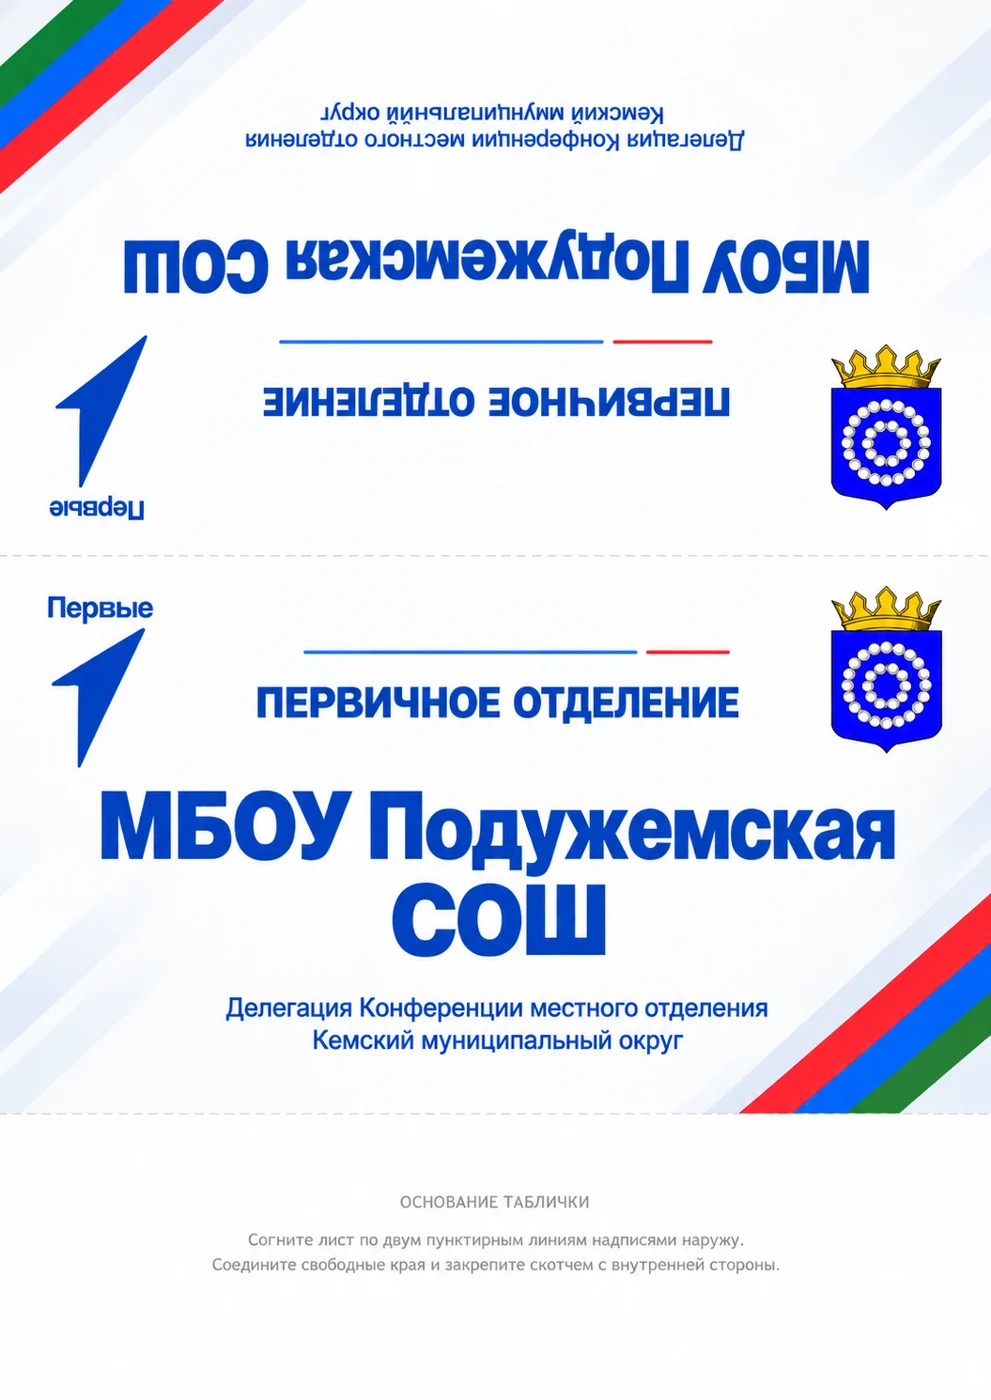 Первые
ПЕРВИЧНОЕ ОТДЕЛЕНИЕ
МБОУ Подужемская СОШ
Делегация Конференции местного отделения
Кемский муниципальный округ
Первые
ПЕРВИЧНОЕ ОТДЕЛЕНИЕ
МБОУ Подужемская
СОШ
Делегация Конференции местного отделения
Кемский муниципальный округ
ОСНОВАНИЕ ТАБЛИЧКИ
Согните лист по двум пунктирным линиям надписями наружу.
Соедините свободные края и закрепите скотчем с внутренней стороны.